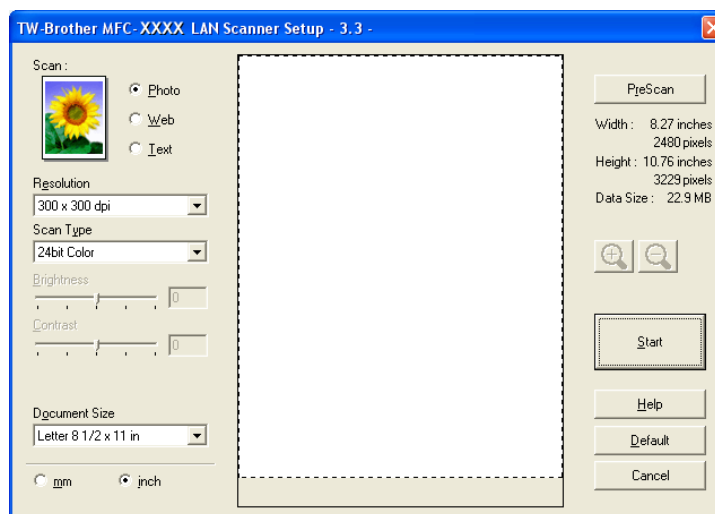 TW-Brother MFC-XXXX LAN Scanner Setup - 3.3 -
Scan :
Photo
Web
Text
Resolution
300 x 300 dpi
Scan Type
24bit Color
Brightness
0
Contrast
0
Document Size
Letter 8 1/2 x 11 in
mm
inch
PreScan
Width : 8.27 inches
2480 pixels
Height : 10.76 inches
3229 pixels
Data Size : 22.9 MB
Start
Help
Default
Cancel